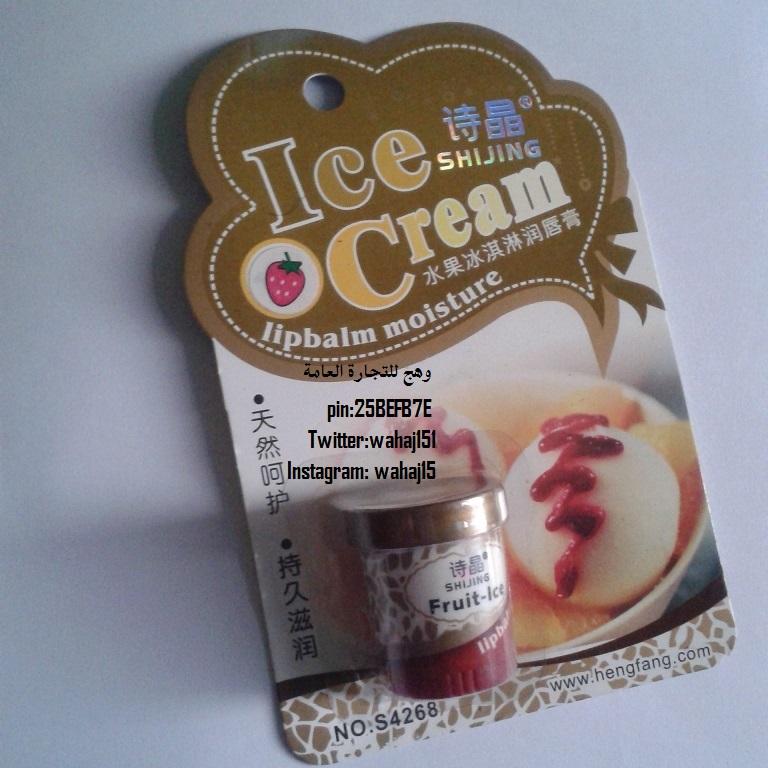 诗晶®
SHIJING
Ice
Cream
水果冰淇淋润唇膏
lipbalm moisture
وهج للتجارة العامة
pin:25BEFB7E
Twitter:wahaj151
Instagram: wahaj15
•天然呵护
•持久滋润
诗晶®
SHIJING
Fruit-Ice
NO.S4268
www.hengfang.com